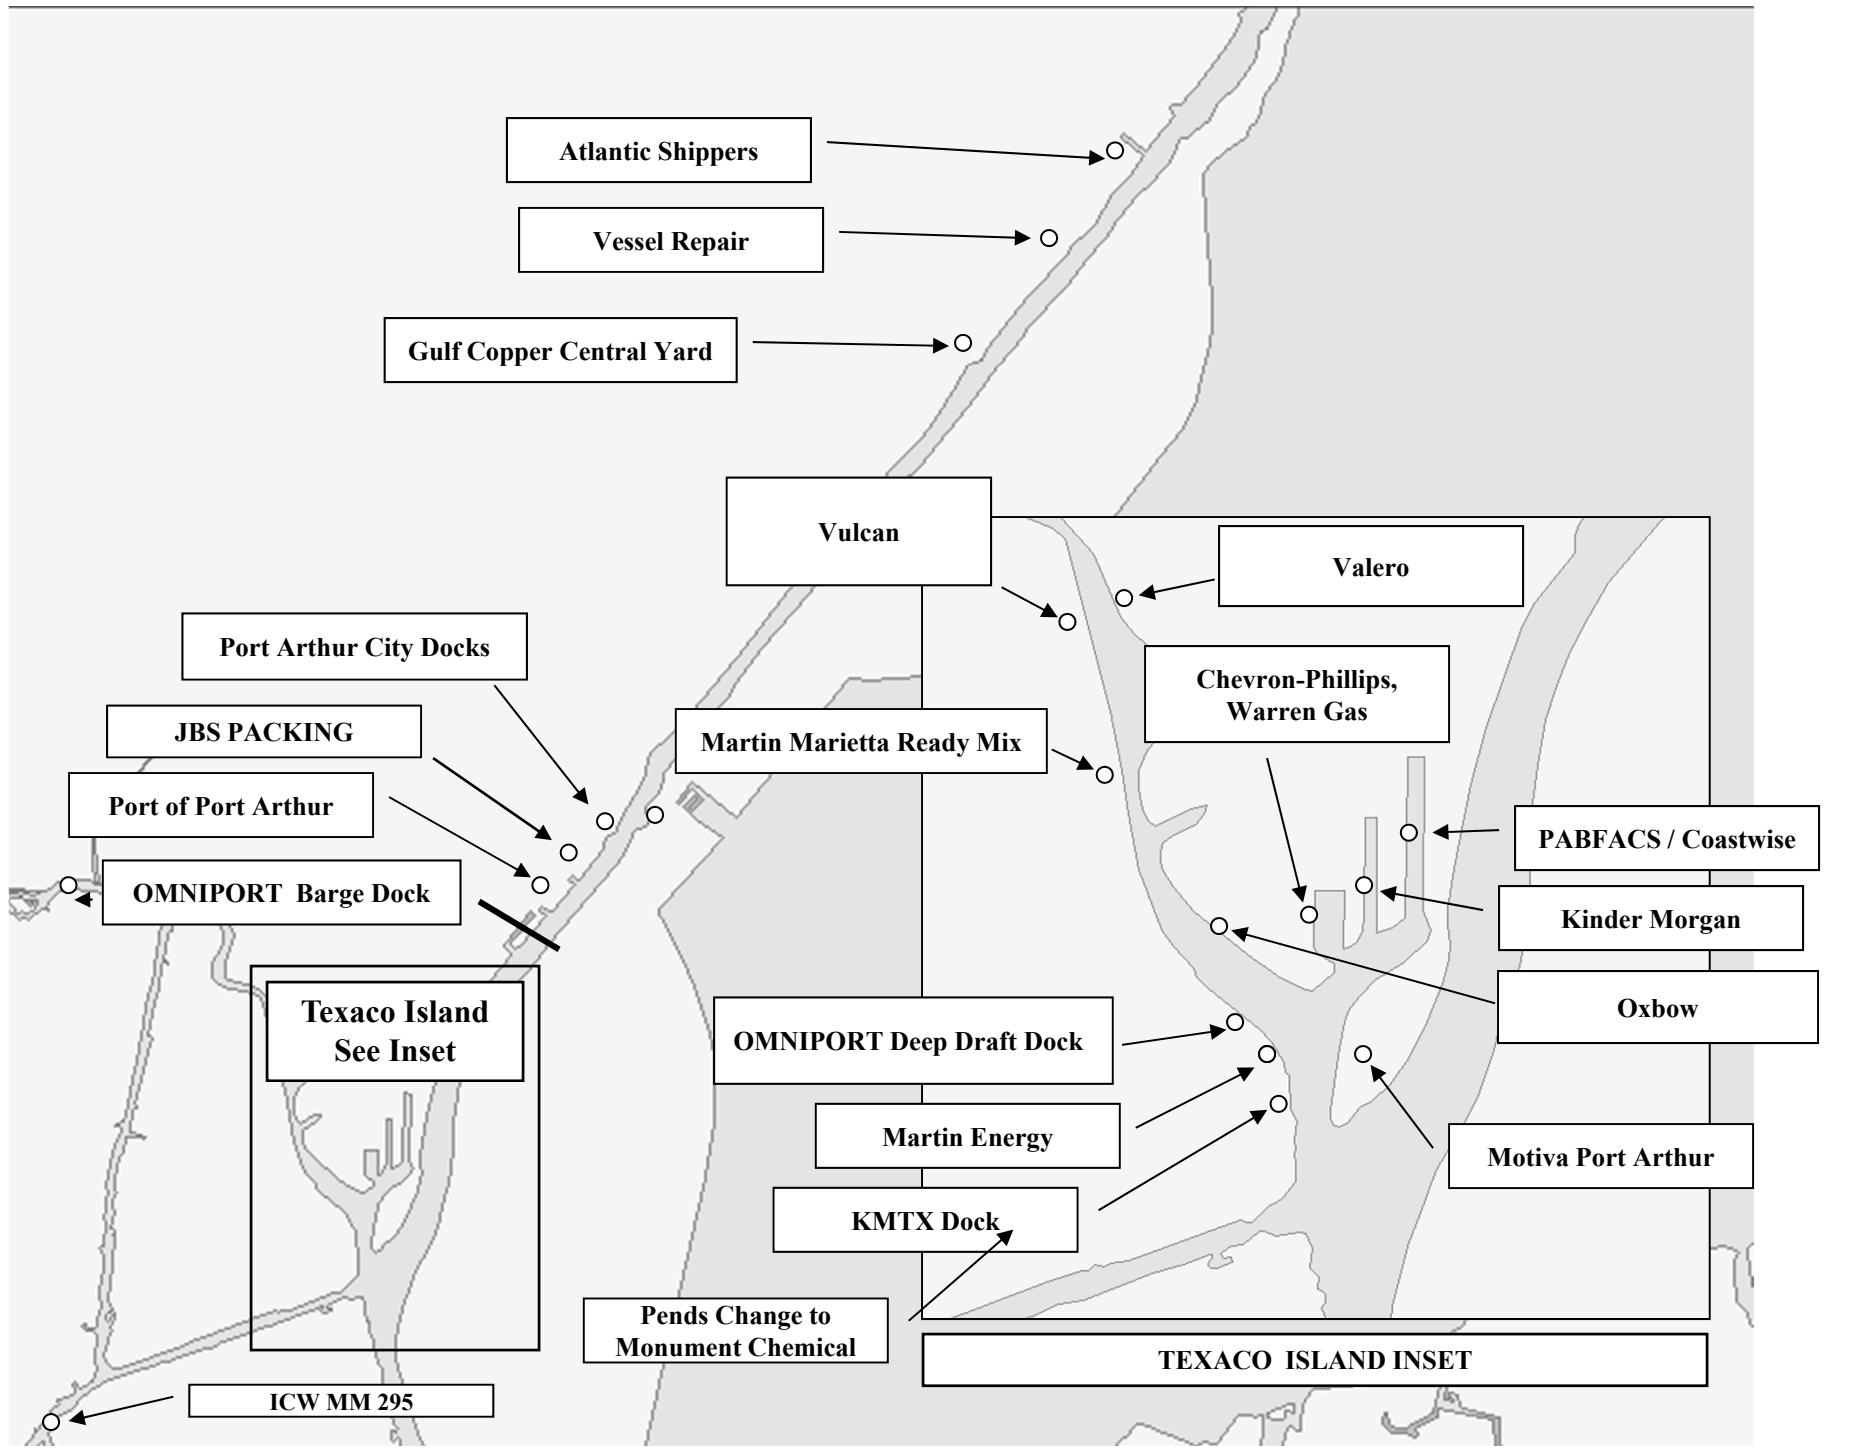 Atlantic Shippers
Vessel Repair
Gulf Copper Central Yard
Vulcan
Valero
Port Arthur City Docks
Chevron-Phillips,
Warren Gas
JBS PACKING
Martin Marietta Ready Mix
Port of Port Arthur
PABFACS / Coastwise
OMNIPORT  Barge Dock
Kinder Morgan
Texaco Island
See Inset
Oxbow
OMNIPORT Deep Draft Dock
Martin Energy
Motiva Port Arthur
KMTX Dock
Pends Change to
Monument Chemical
TEXACO  ISLAND INSET
ICW MM 295